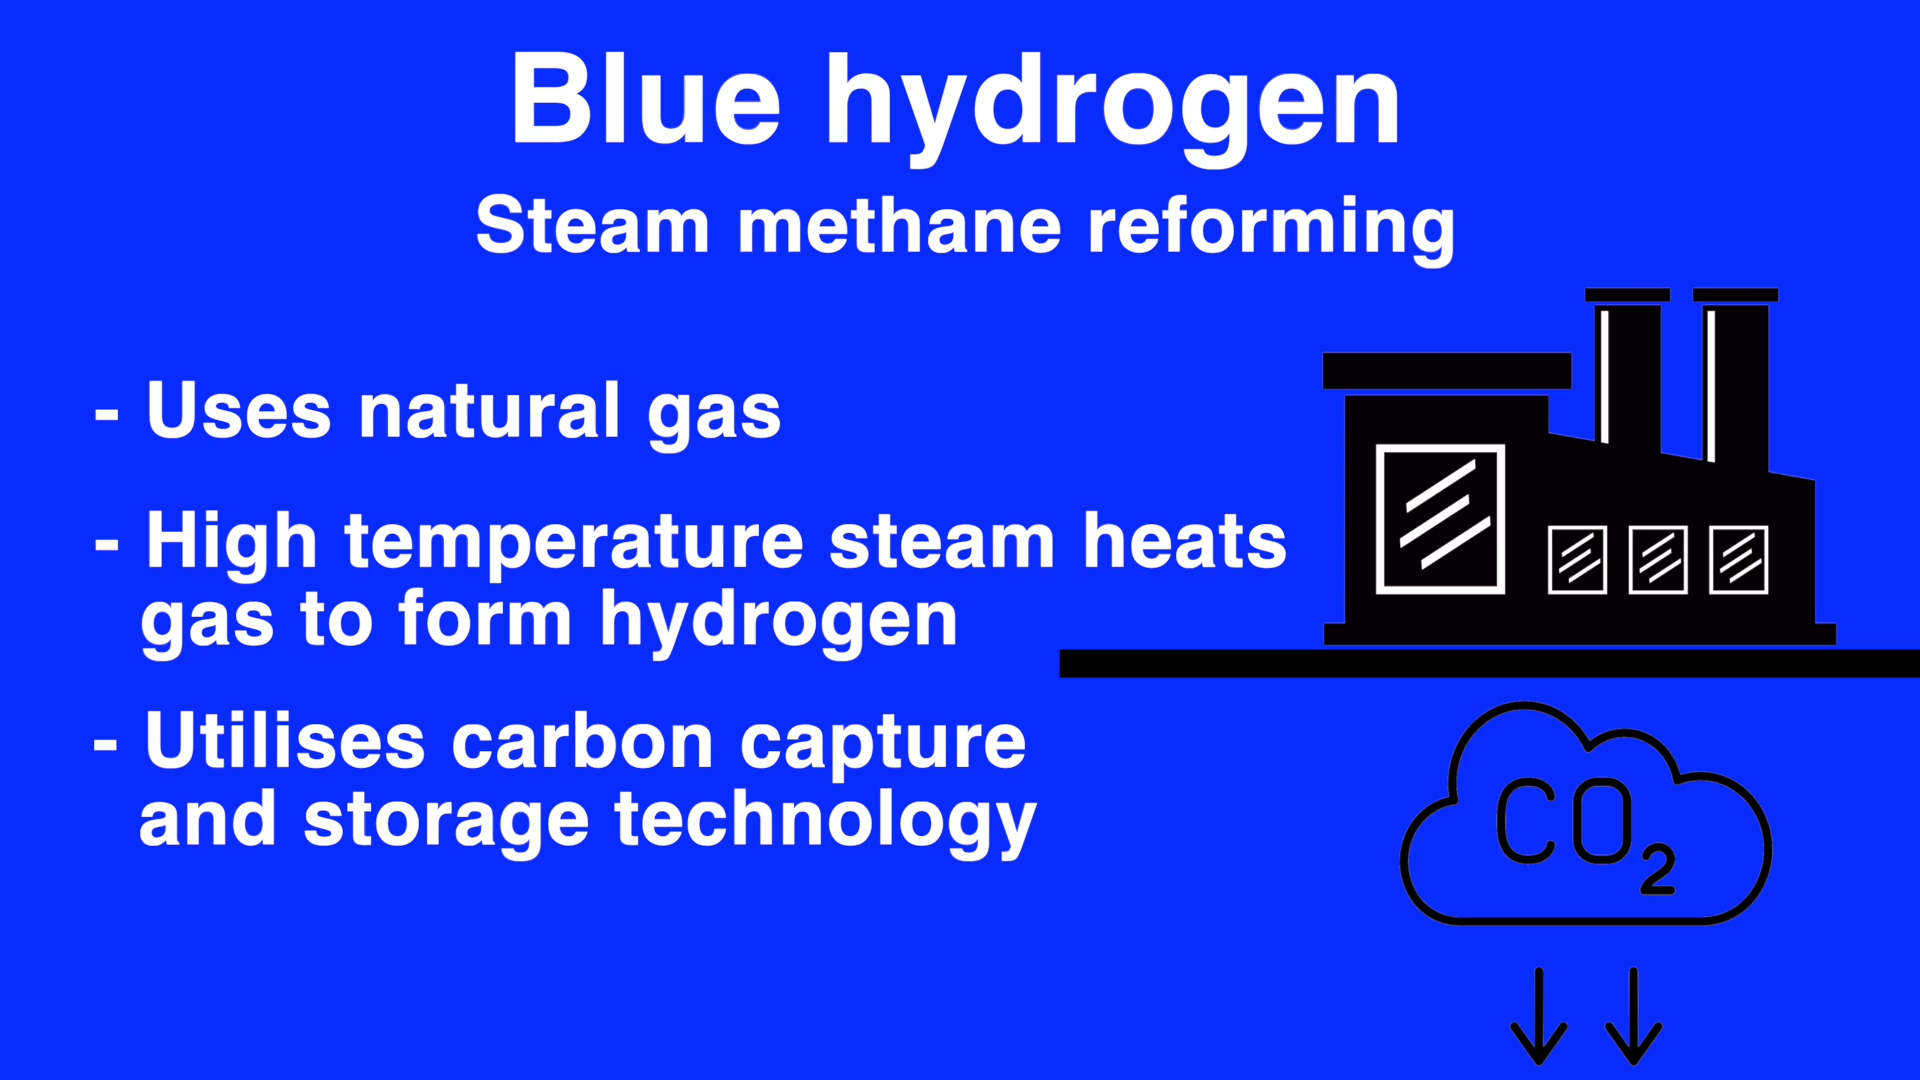 Blue hydrogen
Steam methane reforming
- Uses natural gas
- High temperature steam heats
gas to form hydrogen
- Utilises carbon capture
and storage technology
CO₂